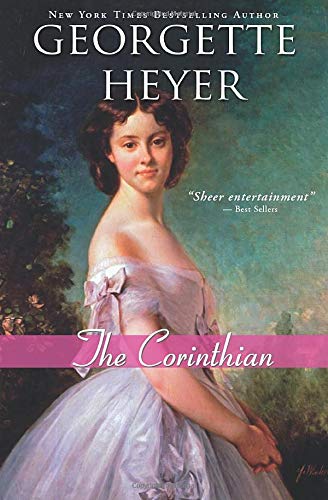 NEW YORK TIMES BESTSELLING AUTHOR
GEORGETTE
HEYER
"Sheer entertainment"
— BEST SELLERS
The Corinthian